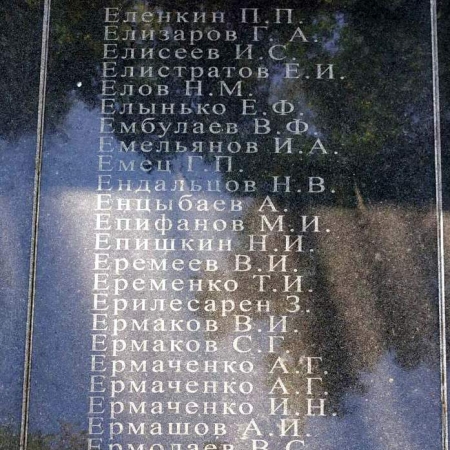 Еленкин П.П.
Елизаров Г. А.
Елисеев И.С
Елистратов Е.И.
Елов Н.М.
Елынько Е.Ф.
Ембулаев В.Ф.
Емельянов И.А.
Емец Г.П.
Ендальцов Н.В.
Енцыбаев А.
Епифанов М.И.
Епишкин Н.И.
Еремеев В.И.
Еременко Т.И.
Ерилесарен З.
Ермаков В.И.
Ермаков С.Г.
Ермаченко А.Т.
Ермаченко А.Г.
Ермаченко И.Н.
Ермашов А.И.
Ермолаев В.С.